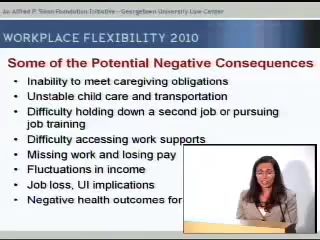 An Alfred P. Sloan Foundation Initiative - Georgetown University Law Center
WORKPLACE FLEXIBILITY 2010
Some of the Potential Negative Consequences
• Inability to meet caregiving obligations
• Unstable child care and transportation
• Difficulty holding down a second job or pursuing
job training
• Difficulty accessing work supports
• Missing work and losing pay
• Fluctuations in income
• Job loss, UI implications
• Negative health outcomes for